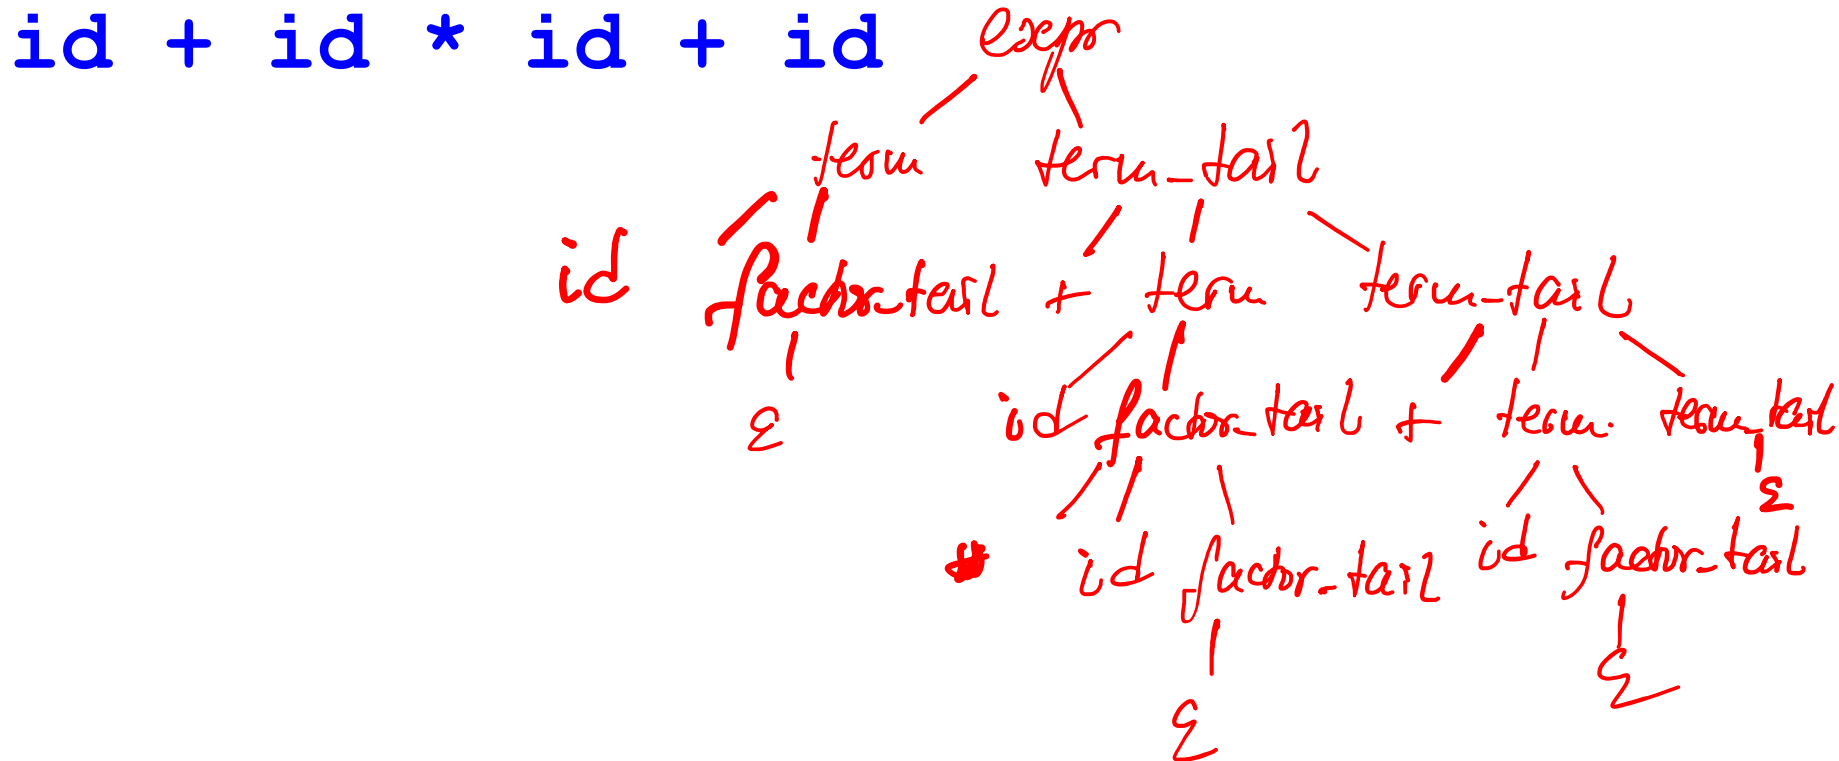 id + id * id + id
expr
term term_tail
id factor_tail + term term_tail
ε id factor_tail + term term_tail
* id factor_tail id factor_tail ε
ε ε